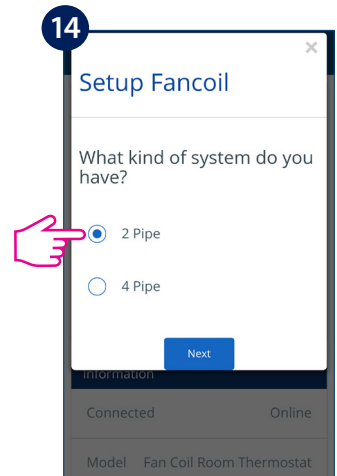 14
×
Setup Fancoil
What kind of system do you
have?
2 Pipe
4 Pipe
Next
Information
Connected Online
Model Fan Coil Room Thermostat